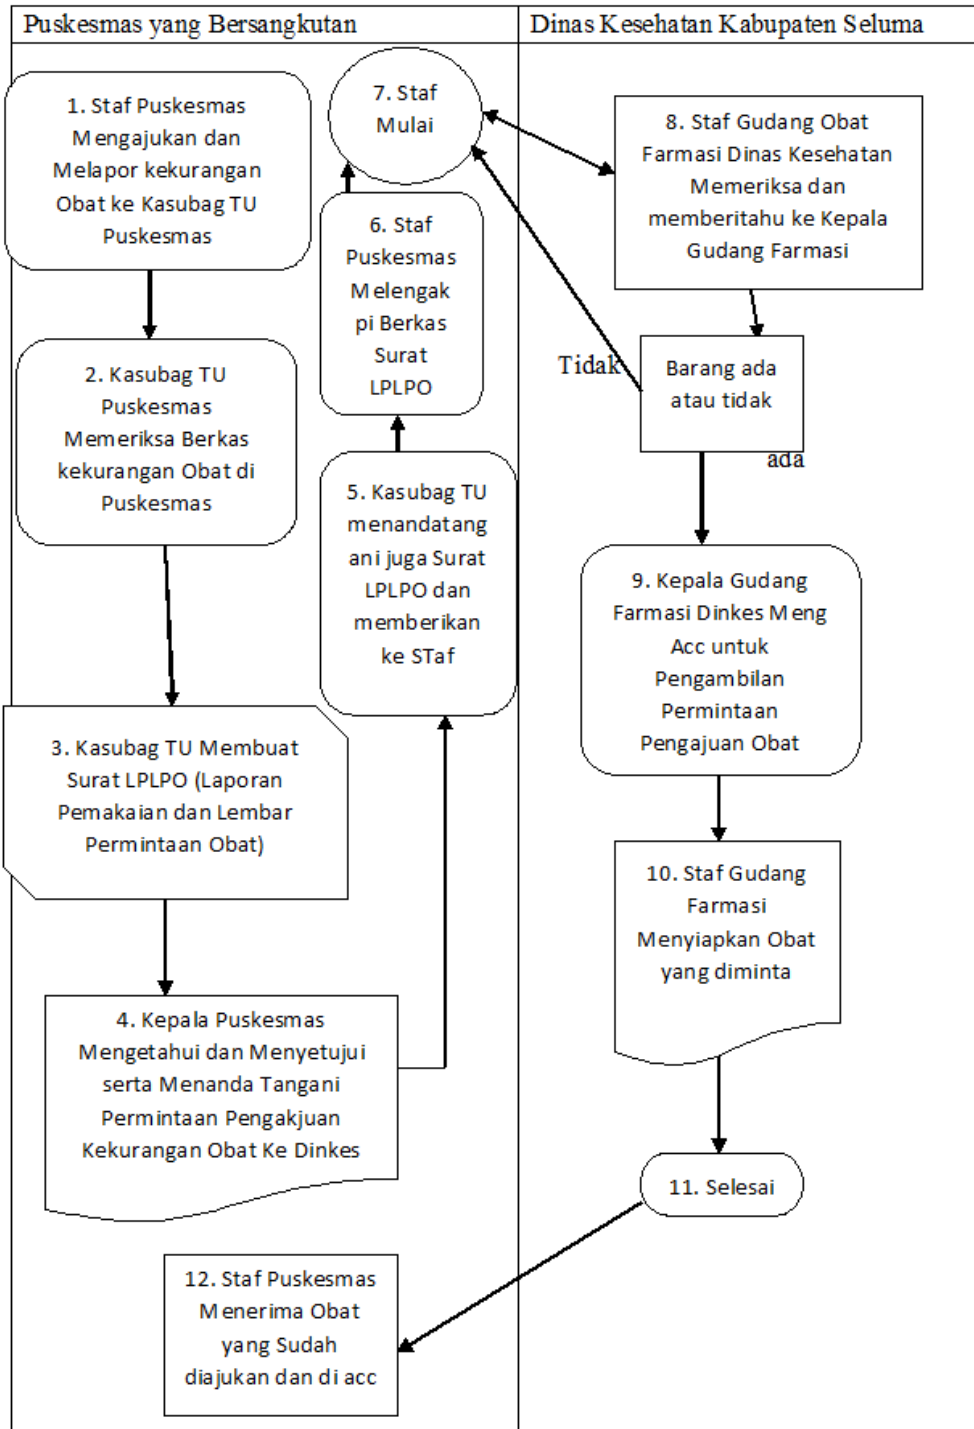 Puskesmas yang Bersangkutan
Dinas Kesehatan Kabupaten Seluma
1. Staf Puskesmas
Mengajukan dan
Melapor kekurangan
Obat ke Kasubag TU
Puskesmas
2. Kasubag TU
Puskesmas
Memeriksa Berkas
kekurangan Obat di
Puskesmas
3. Kasubag TU Membuat
Surat LPLPO (Laporan
Pemakaian dan Lembar
Permintaan Obat)
4. Kepala Puskesmas
Mengetahui dan Menyetujui
serta Menanda Tangani
Permintaan Pengakjuan
Kekurangan Obat Ke Dinkes
5. Kasubag TU
menandatang
ani juga Surat
LPLPO dan
memberikan
ke STaf
6. Staf
Puskesmas
Melengak
pi Berkas
Surat
LPLPO
7. Staf
Mulai
8. Staf Gudang Obat
Farmasi Dinas Kesehatan
Memeriksa dan
memberitahu ke Kepala
Gudang Farmasi
Tidak
Barang ada
atau tidak
ada
9. Kepala Gudang
Farmasi Dinkes Meng
Acc untuk
Pengambilan
Permintaan
Pengajuan Obat
10. Staf Gudang
Farmasi
Menyiapkan Obat
yang diminta
11. Selesai
12. Staf Puskesmas
Menerima Obat
yang Sudah
diajukan dan di acc